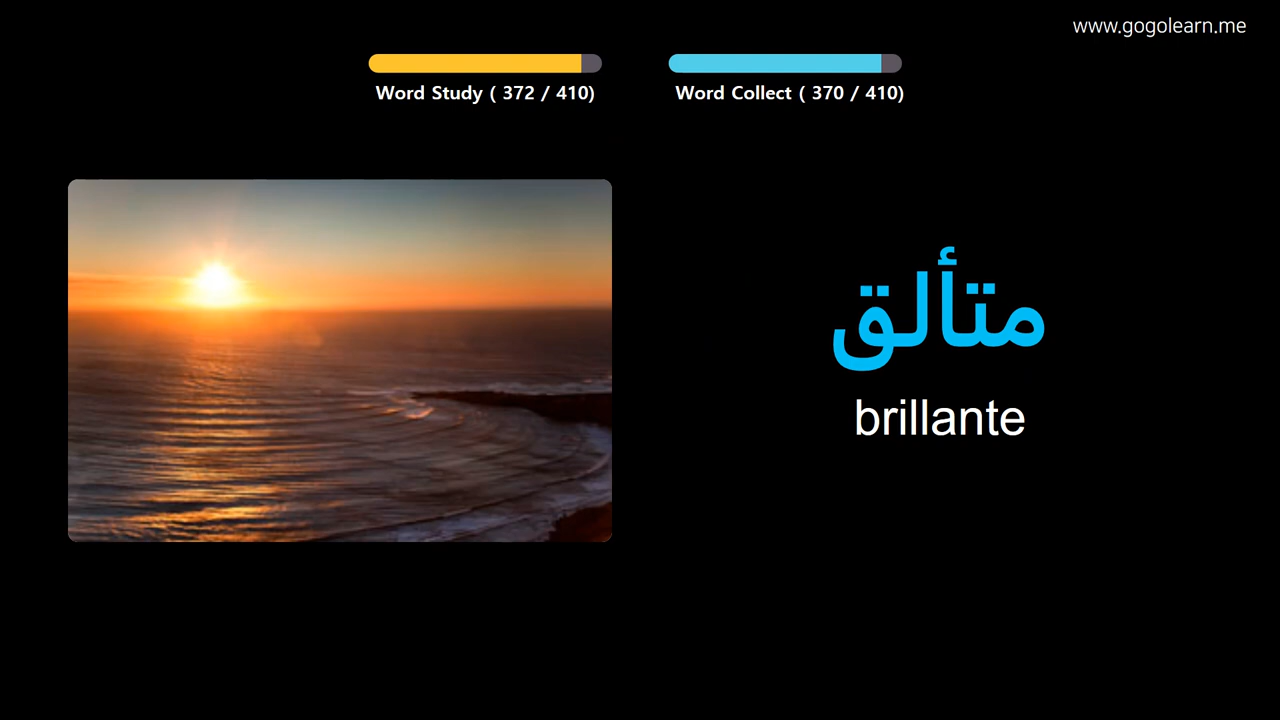 www.gogolearn.me
Word Study ( 372 / 410)
Word Collect ( 370 / 410)
متألق
brillante